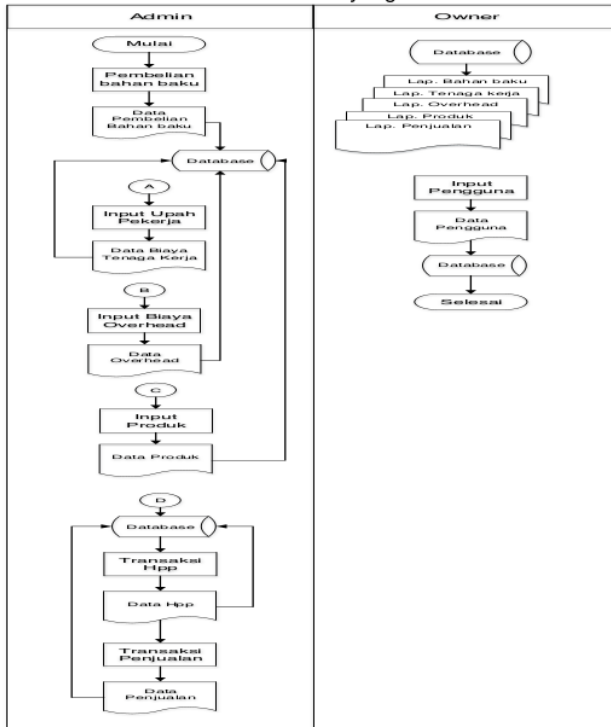 Admin
Mulai
Pembelian
bahan baku
Data
Pembelian
Bahan baku
Database
A
Input Upah
Pekerja
Data Biaya
Tenaga Kerja
B
Input Biaya
Overhead
Data
Overhead
C
Input
Produk
Data Produk
D
Database
Transaksi
Hpp
Data Hpp
Transaksi
Penjualan
Data
Penjualan
Owner
Database
Lap. Bahan baku
Lap. Tenaga kerja
Lap. Overhead
Lap. Produk
Lap. Penjualan
Input
Pengguna
Data
Pengguna
Database
Selesai